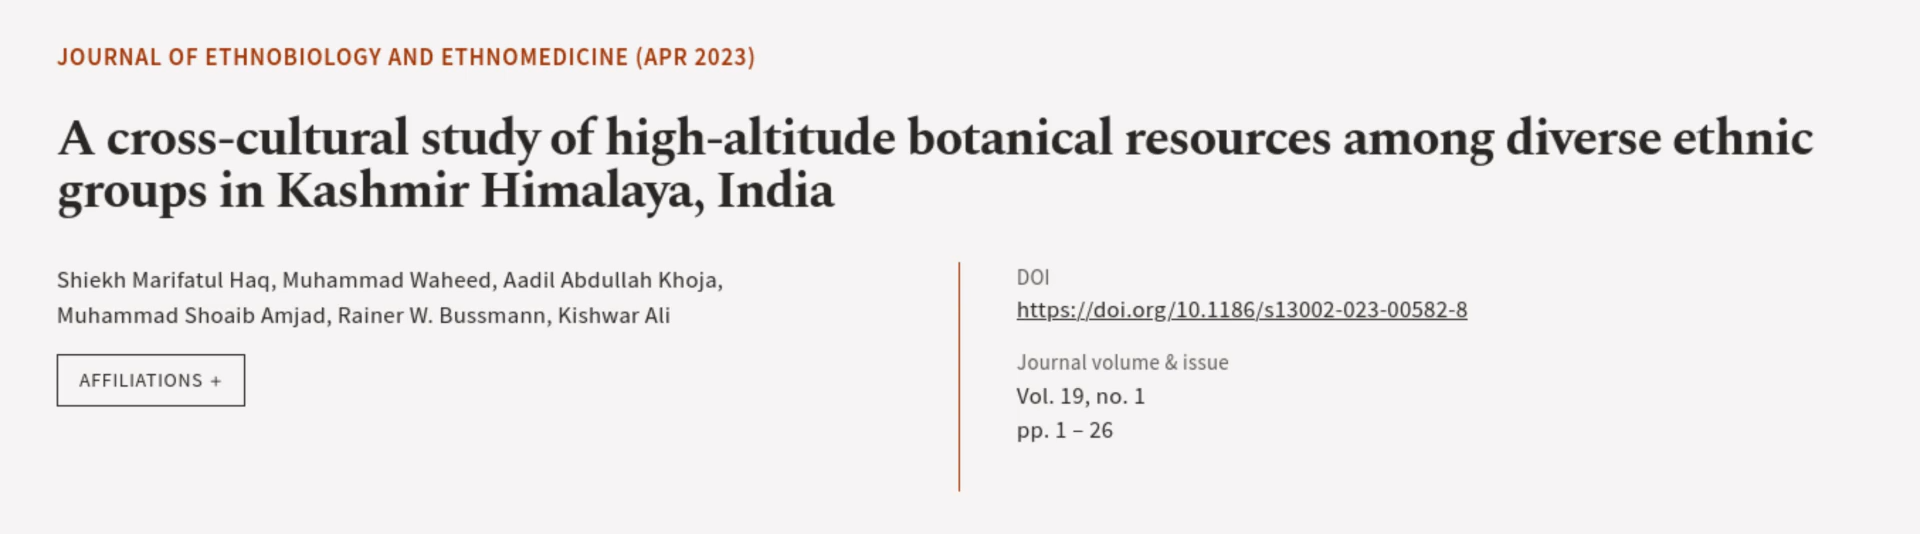 JOURNAL OF ETHNOBIOLOGY AND ETHNOMEDICINE (APR 2023)
A cross-cultural study of high-altitude botanical resources among diverse ethnic
groups in Kashmir Himalaya, India
Shiekh Marifatul Haq, Muhammad Waheed, Aadil Abdullah Khoja,
Muhammad Shoaib Amjad, Rainer W. Bussmann, Kishwar Ali
AFFILIATIONS +
DOI
https://doi.org/10.1186/s13002-023-00582-8
Journal volume & issue
Vol. 19, no. 1
pp. 1 – 26